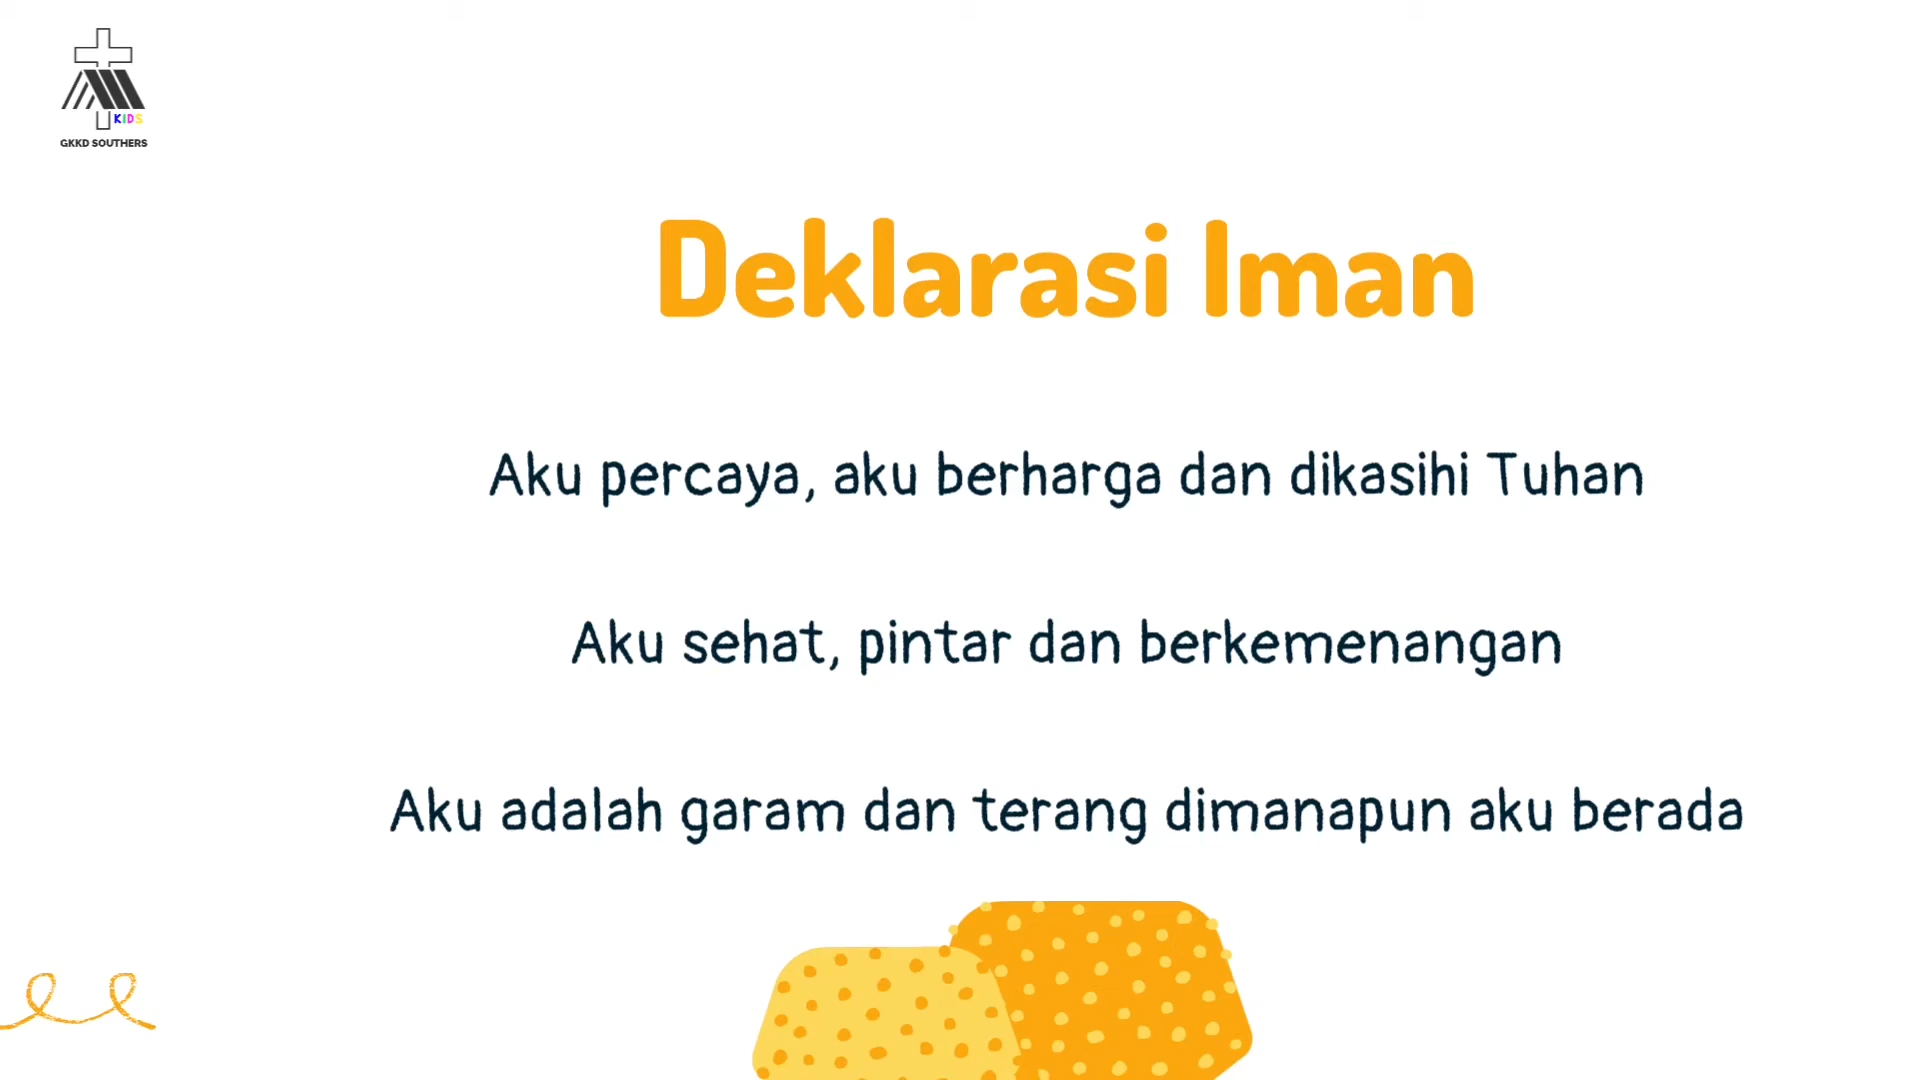 KIDS
GKKD SOUTHERS
Deklarasi Iman
Aku percaya, aku berharga dan dikasihi Tuhan
Aku sehat, pintar dan berkemenangan
Aku adalah garam dan terang dimanapun aku berada